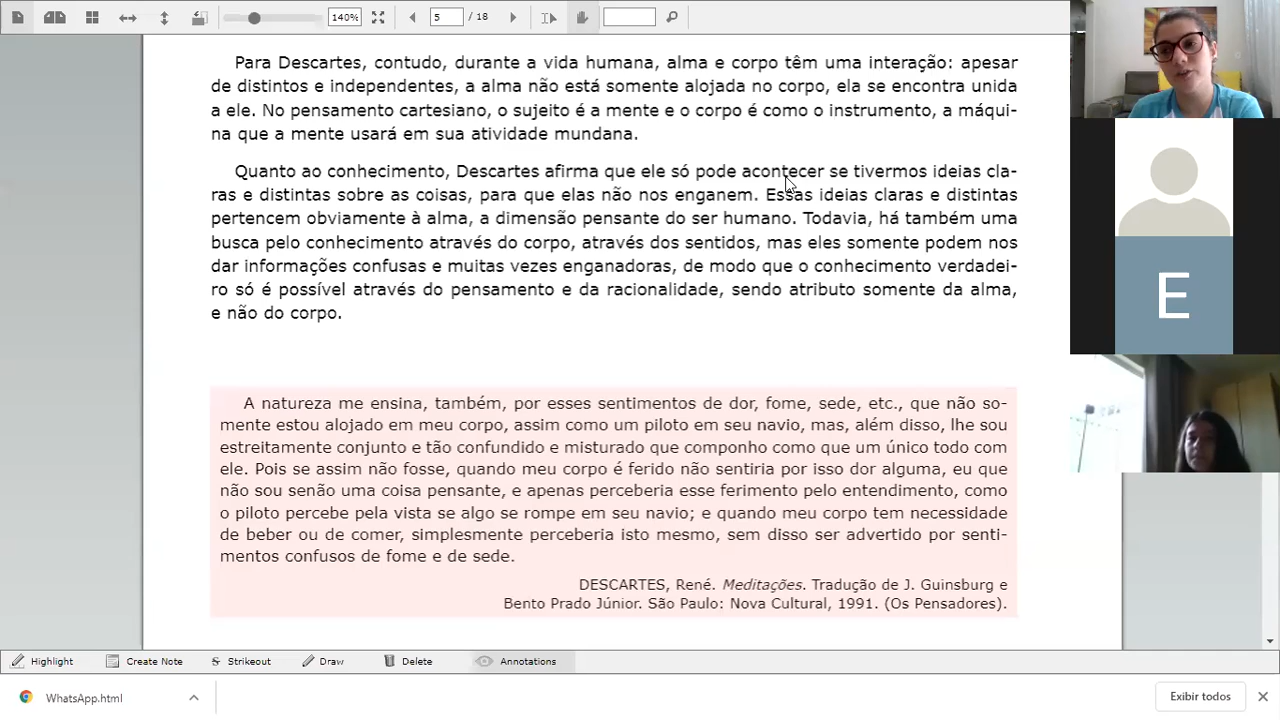 140%
5
/ 18
Para Descartes, contudo, durante a vida humana, alma e corpo têm uma interação: apesar
de distintos e independentes, a alma não está somente alojada no corpo, ela se encontra unida
a ele. No pensamento cartesiano, o sujeito é a mente e o corpo é como o instrumento, a máqui-
na que a mente usará em sua atividade mundana.
Quanto ao conhecimento, Descartes afirma que ele só pode acontecer se tivermos ideias cla-
ras e distintas sobre as coisas, para que elas não nos enganem. Essas ideias claras e distintas
pertencem obviamente à alma, a dimensão pensante do ser humano. Todavia, há também uma
busca pelo conhecimento através do corpo, através dos sentidos, mas eles somente podem nos
dar informações confusas e muitas vezes enganadoras, de modo que o conhecimento verdadei-
ro só é possível através do pensamento e da racionalidade, sendo atributo somente da alma,
e não do corpo.
E
A natureza me ensina, também, por esses sentimentos de dor, fome, sede, etc., que não so-
mente estou alojado em meu corpo, assim como um piloto em seu navio, mas, além disso, lhe sou
estreitamente conjunto e tão confundido e misturado que componho como que um único todo com
ele. Pois se assim não fosse, quando meu corpo é ferido não sentiria por isso dor alguma, eu que
não sou senão uma coisa pensante, e apenas perceberia esse ferimento pelo entendimento, como
o piloto percebe pela vista se algo se rompe em seu navio; e quando meu corpo tem necessidade
de beber ou de comer, simplesmente perceberia isto mesmo, sem disso ser advertido por senti-
mentos confusos de fome e de sede.
DESCARTES, René. Meditações. Tradução de J. Guinsburg e
Bento Prado Júnior. São Paulo: Nova Cultural, 1991. (Os Pensadores).
Highlight Create Note Strikeout Draw Delete Annotations
WhatsApp.html
Exibir todos